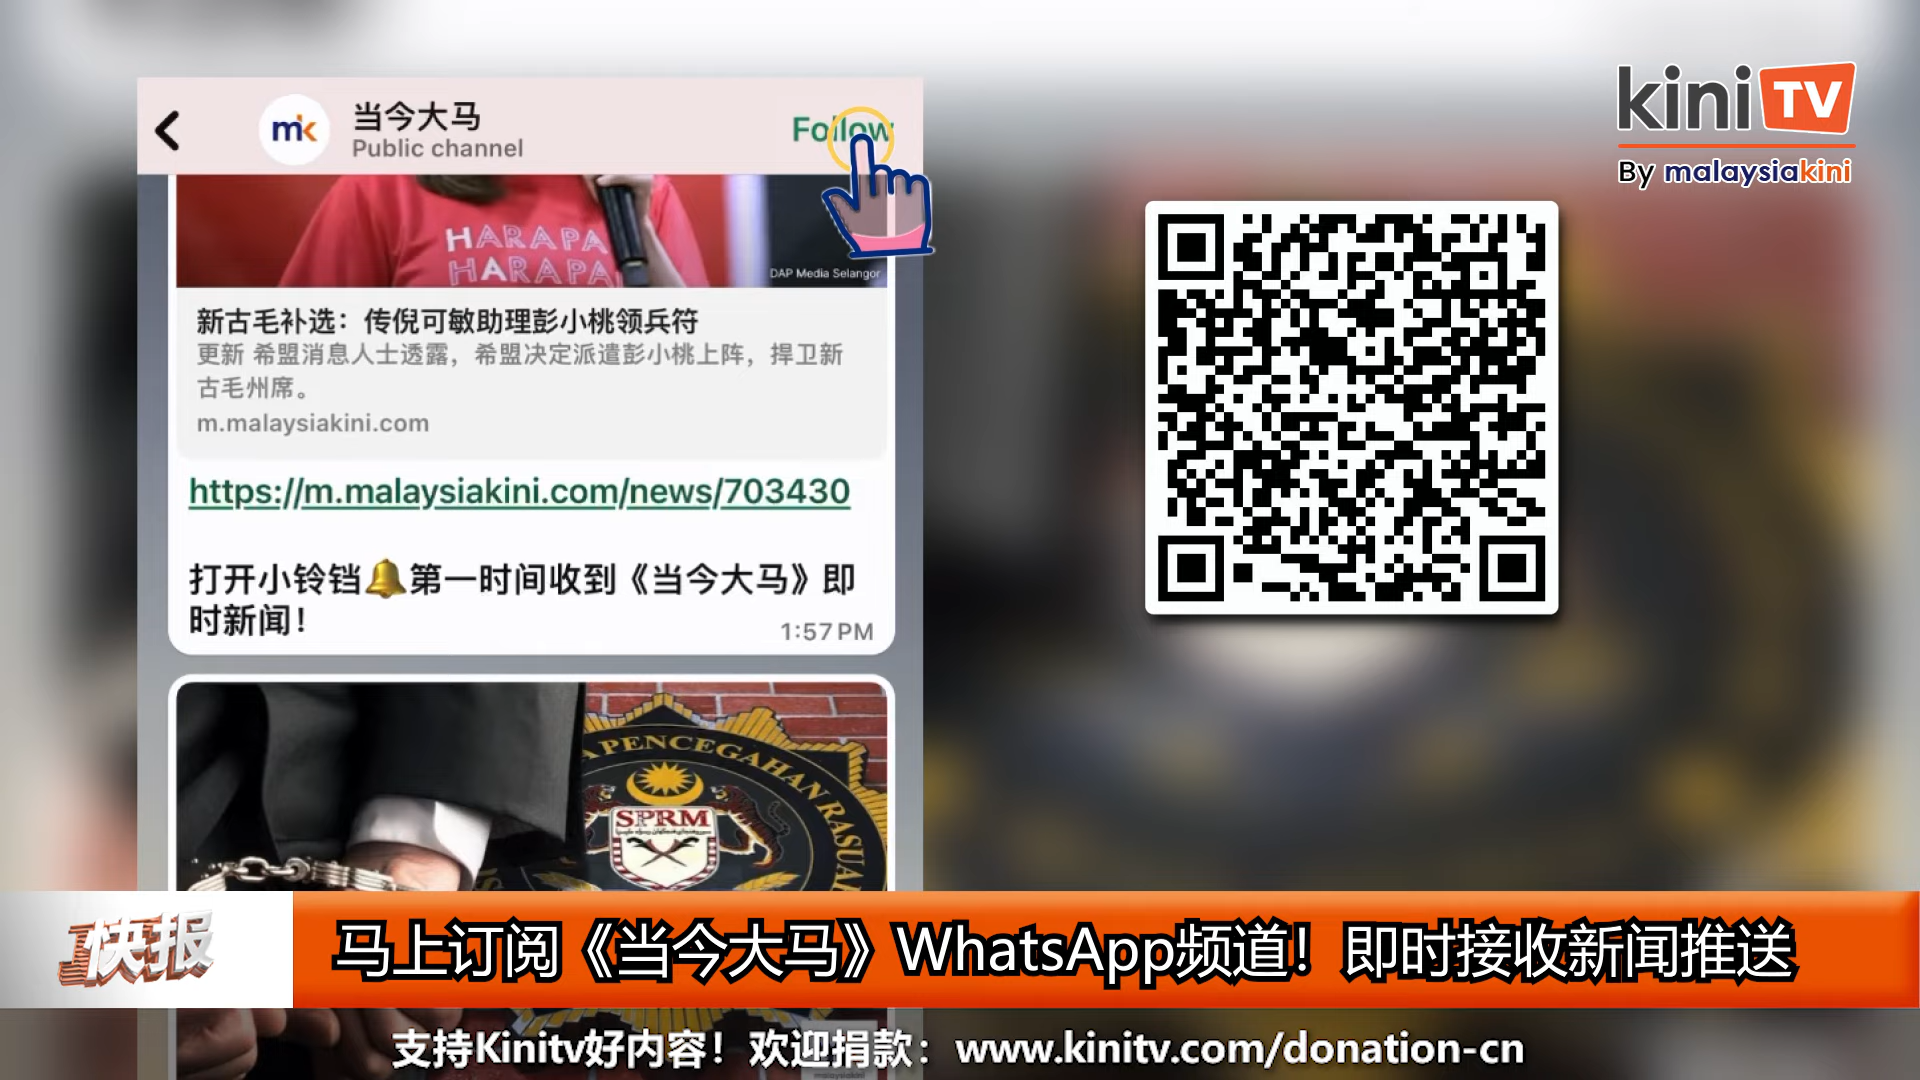 当今大马
Public channel
Follow
mk
kini TV
By malaysiakini
HARAPA
HARAPA
DAP Media Selangor
新古毛补选：传倪可敏助理彭小桃领兵符
更新 希盟消息人士透露，希盟决定派遣彭小桃上阵，捍卫新
古毛州席。
m.malaysiakini.com
https://m.malaysiakini.com/news/703430
打开小铃铛🔔第一时间收到《当今大马》即
时新闻！
1:57 PM
A PENCEGAHAN RASUAH
SPRM
快报
马上订阅《当今大马》WhatsApp频道！即时接收新闻推送
支持Kinitv好内容！欢迎捐款：www.kinitv.com/donation-cn